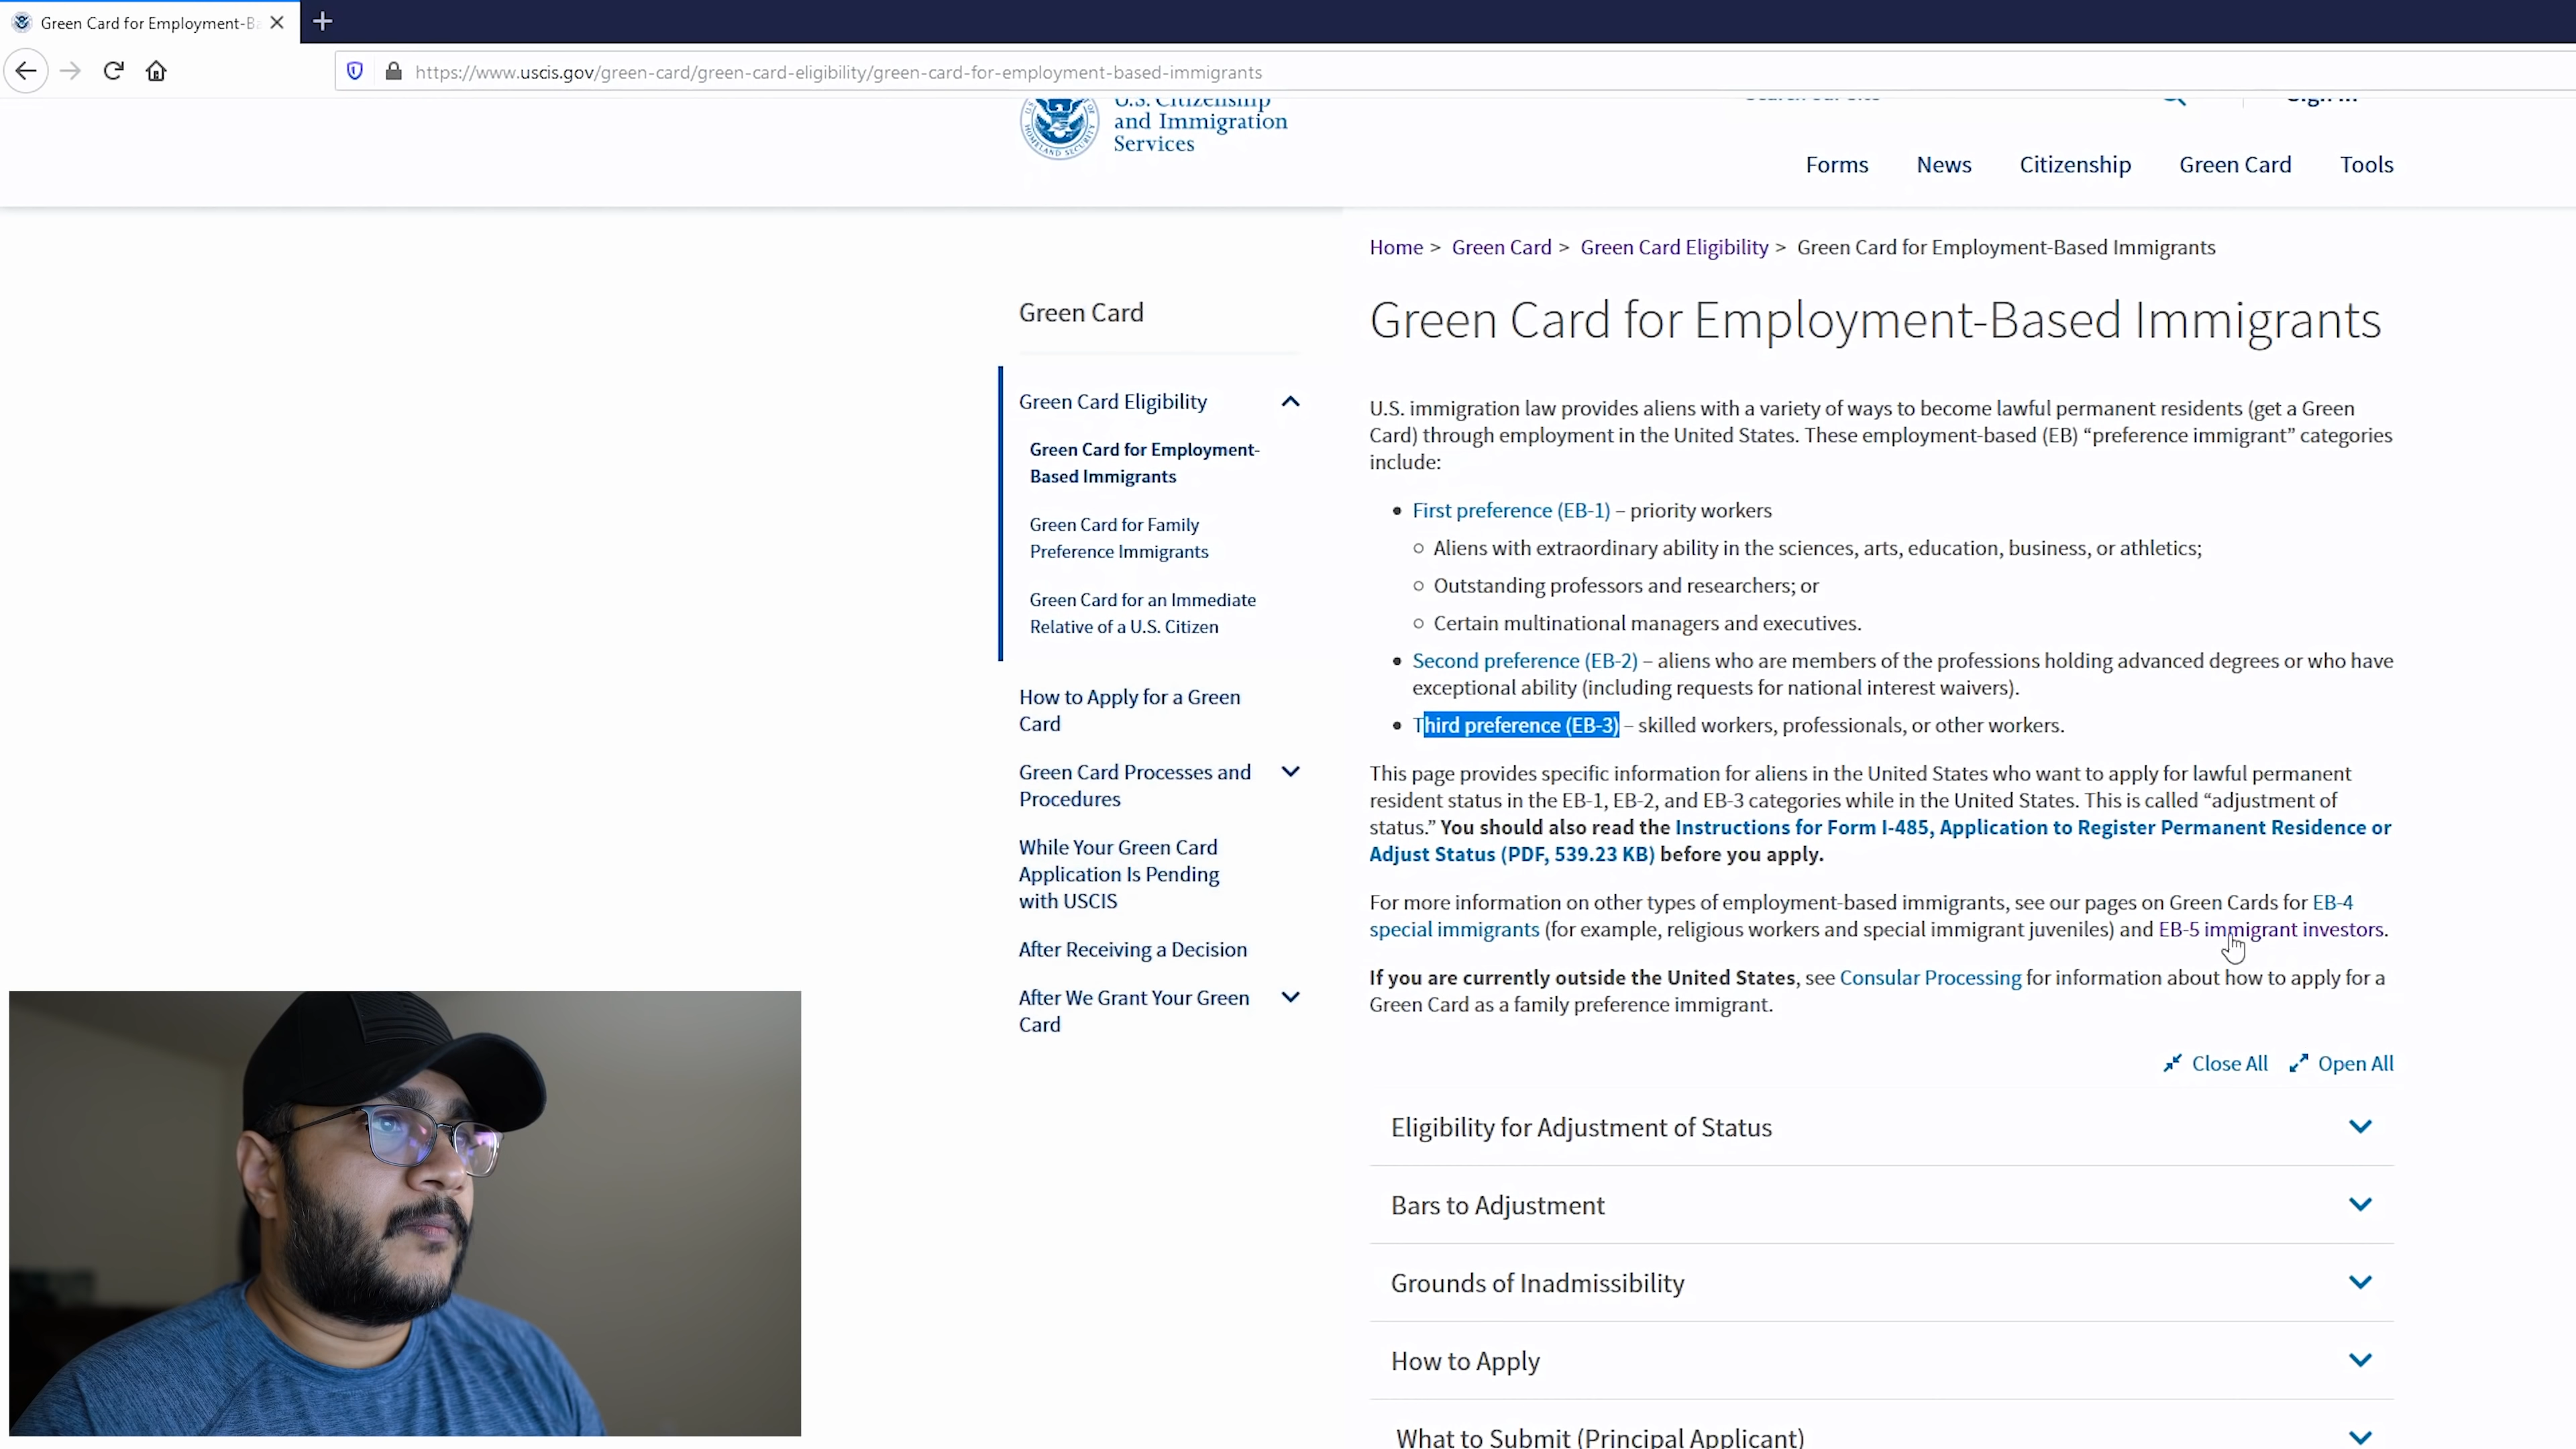 Green Card for Employment-Ba
https://www.uscis.gov/green-card/green-card-eligibility/green-card-for-employment-based-immigrants
U.S. Citizenship
and Immigration
Services
HOMELAND SECURITY
Search our Site
Sign In
Forms News Citizenship Green Card Tools
Home > Green Card > Green Card Eligibility > Green Card for Employment-Based Immigrants
Green Card
Green Card Eligibility
Green Card for Employment-
Based Immigrants
Green Card for Family
Preference Immigrants
Green Card for an Immediate
Relative of a U.S. Citizen
How to Apply for a Green
Card
Green Card Processes and
Procedures
While Your Green Card
Application Is Pending
with USCIS
After Receiving a Decision
After We Grant Your Green
Card
Green Card for Employment-Based Immigrants
U.S. immigration law provides aliens with a variety of ways to become lawful permanent residents (get a Green
Card) through employment in the United States. These employment-based (EB) “preference immigrant” categories
include:
• First preference (EB-1) – priority workers
○ Aliens with extraordinary ability in the sciences, arts, education, business, or athletics;
○ Outstanding professors and researchers; or
○ Certain multinational managers and executives.
• Second preference (EB-2) – aliens who are members of the professions holding advanced degrees or who have
exceptional ability (including requests for national interest waivers).
• Third preference (EB-3) – skilled workers, professionals, or other workers.
This page provides specific information for aliens in the United States who want to apply for lawful permanent
resident status in the EB-1, EB-2, and EB-3 categories while in the United States. This is called “adjustment of
status.” You should also read the Instructions for Form I-485, Application to Register Permanent Residence or
Adjust Status (PDF, 539.23 KB) before you apply.
For more information on other types of employment-based immigrants, see our pages on Green Cards for EB-4
special immigrants (for example, religious workers and special immigrant juveniles) and EB-5 immigrant investors.
If you are currently outside the United States, see Consular Processing for information about how to apply for a
Green Card as a family preference immigrant.
Close All Open All
Eligibility for Adjustment of Status
Bars to Adjustment
Grounds of Inadmissibility
How to Apply
What to Submit (Principal Applicant)